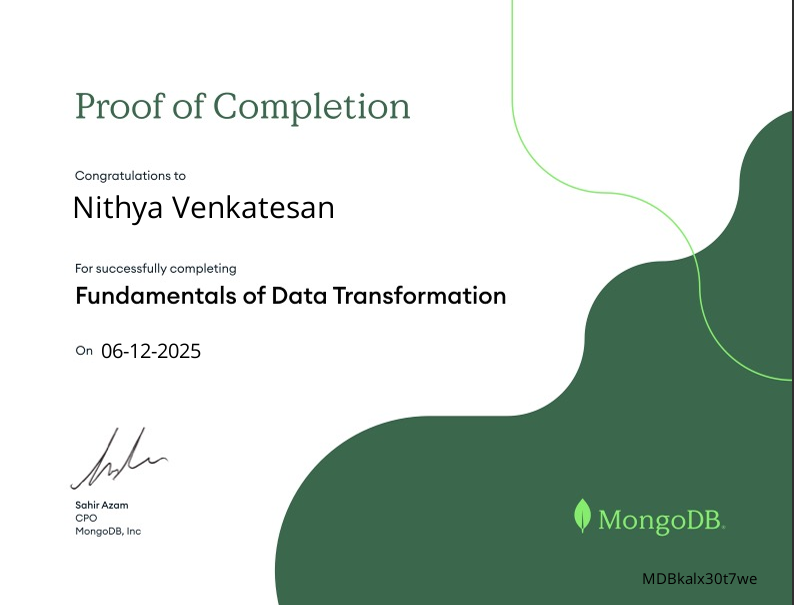 Proof of Completion
Congratulations to
Nithya Venkatesan
For successfully completing
Fundamentals of Data Transformation
On 06-12-2025
Sahir Azam
CPO
MongoDB, Inc
MongoDB.
MDBkalx30t7we